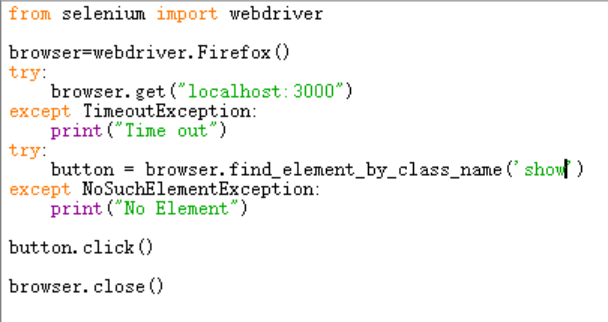 from selenium import webdriver
browser=webdriver.Firefox()
try:
    browser.get("localhost:3000")
except TimeoutException:
    print("Time out")
try:
    button = browser.find_element_by_class_name('show')
except NoSuchElementException:
    print("No Element")
button.click()
browser.close()